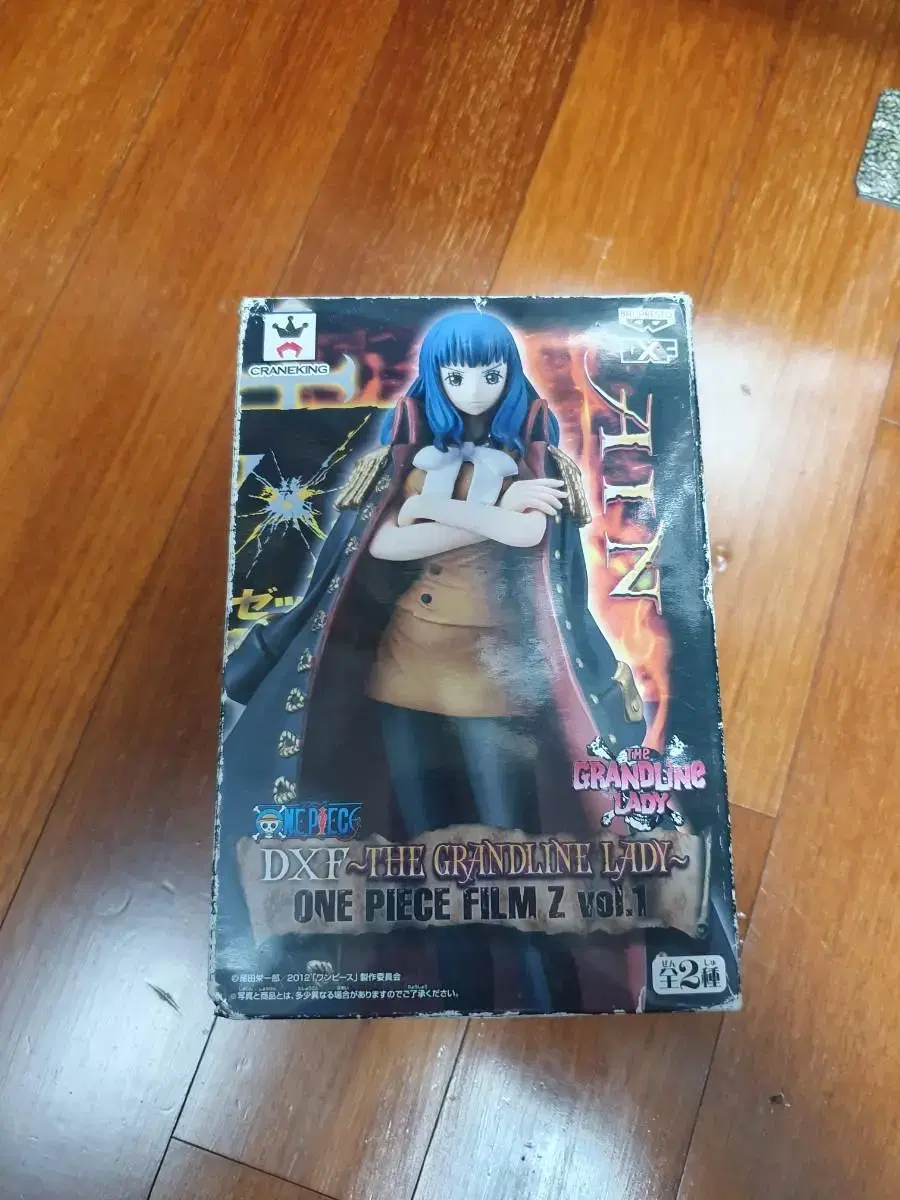 CRANEKING
BANPRESTO
DXF
AIN
ゼッ
THE
GRANDLINE
LADY
ONE PIECE
DXF~THE GRANDLINE LADY~
ONE PIECE FILM Z vol.1
©尾田栄一郎/2012「ワンピース」製作委員会
※写真と商品とは、多少異なる場合がありますのでご了承ください。
全2種